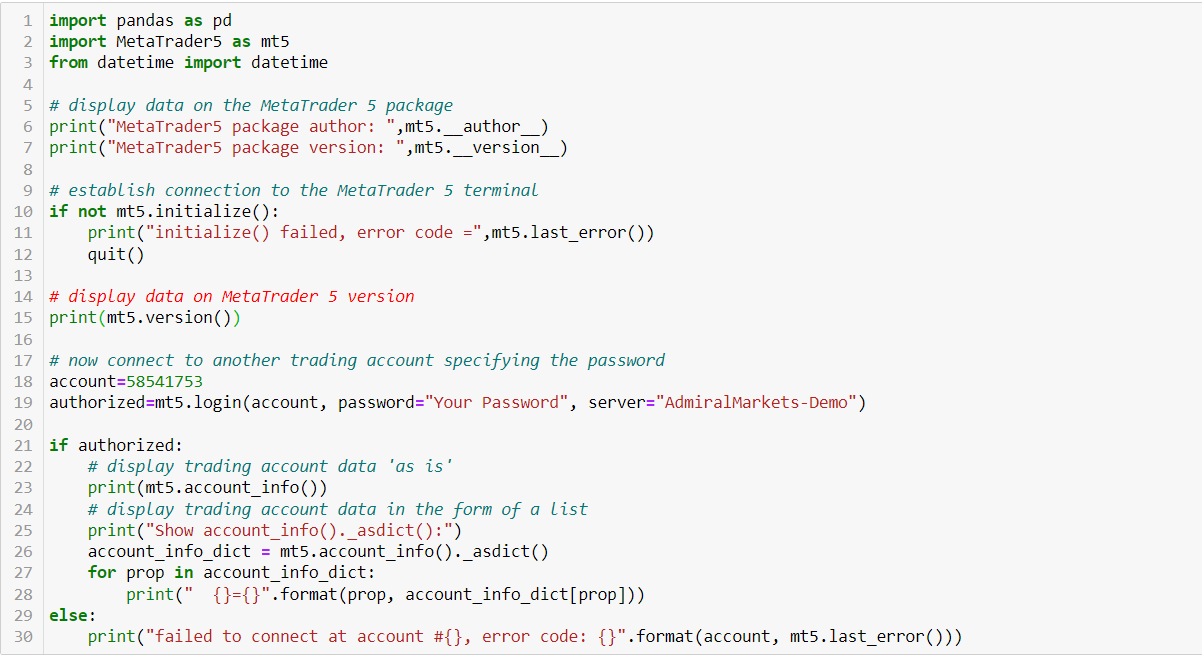 1 import pandas as pd
2 import MetaTrader5 as mt5
3 from datetime import datetime
4
5 # display data on the MetaTrader 5 package
6 print("MetaTrader5 package author: ",mt5.__author__)
7 print("MetaTrader5 package version: ",mt5.__version__)
8
9 # establish connection to the MetaTrader 5 terminal
10 if not mt5.initialize():
11     print("initialize() failed, error code =",mt5.last_error())
12     quit()
13
14 # display data on MetaTrader 5 version
15 print(mt5.version())
16
17 # now connect to another trading account specifying the password
18 account=58541753
19 authorized=mt5.login(account, password="Your Password", server="AdmiralMarkets-Demo")
20
21 if authorized:
22     # display trading account data 'as is'
23     print(mt5.account_info())
24     # display trading account data in the form of a list
25     print("Show account_info()._asdict():")
26     account_info_dict = mt5.account_info()._asdict()
27     for prop in account_info_dict:
28         print("  {}={}".format(prop, account_info_dict[prop]))
29 else:
30     print("failed to connect at account #{}, error code: {}".format(account, mt5.last_error()))